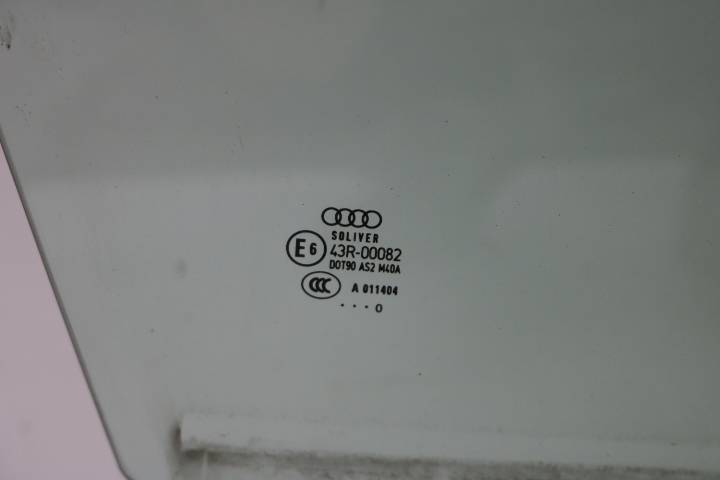 SOLIVER
E6 43R-00082
DOT90 AS2 M40A
CCC A 011404
. . . 0